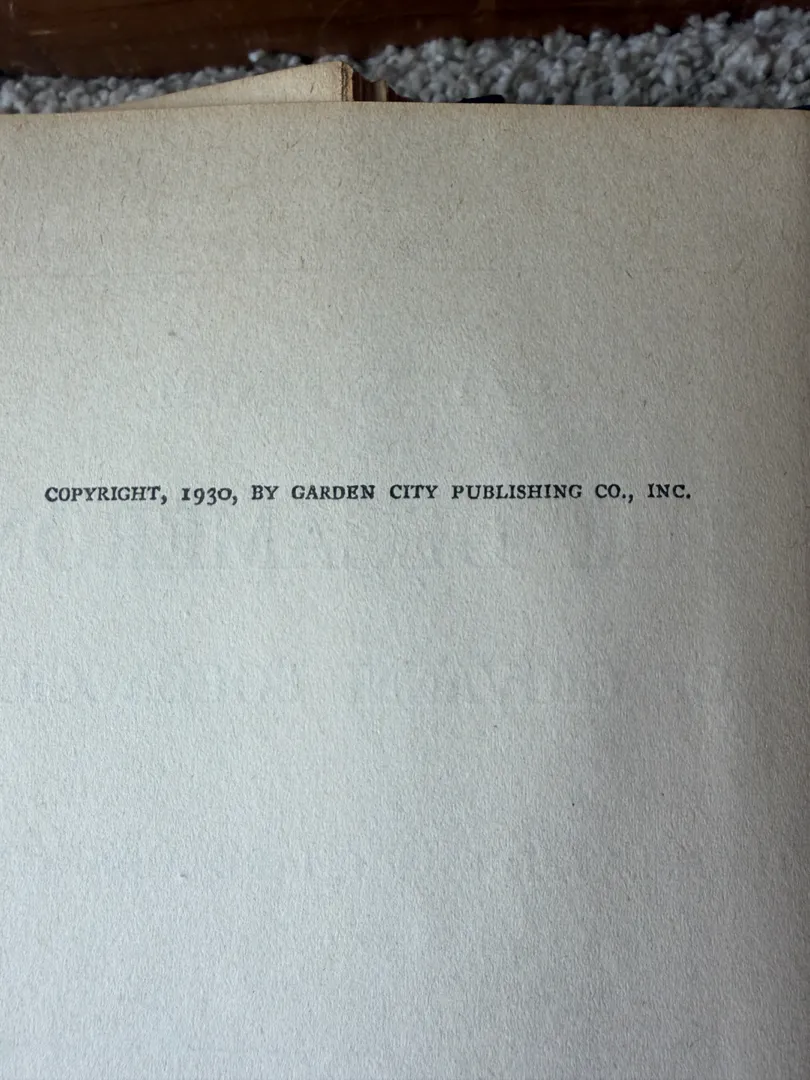 COPYRIGHT, 1930, BY GARDEN CITY PUBLISHING CO., INC.